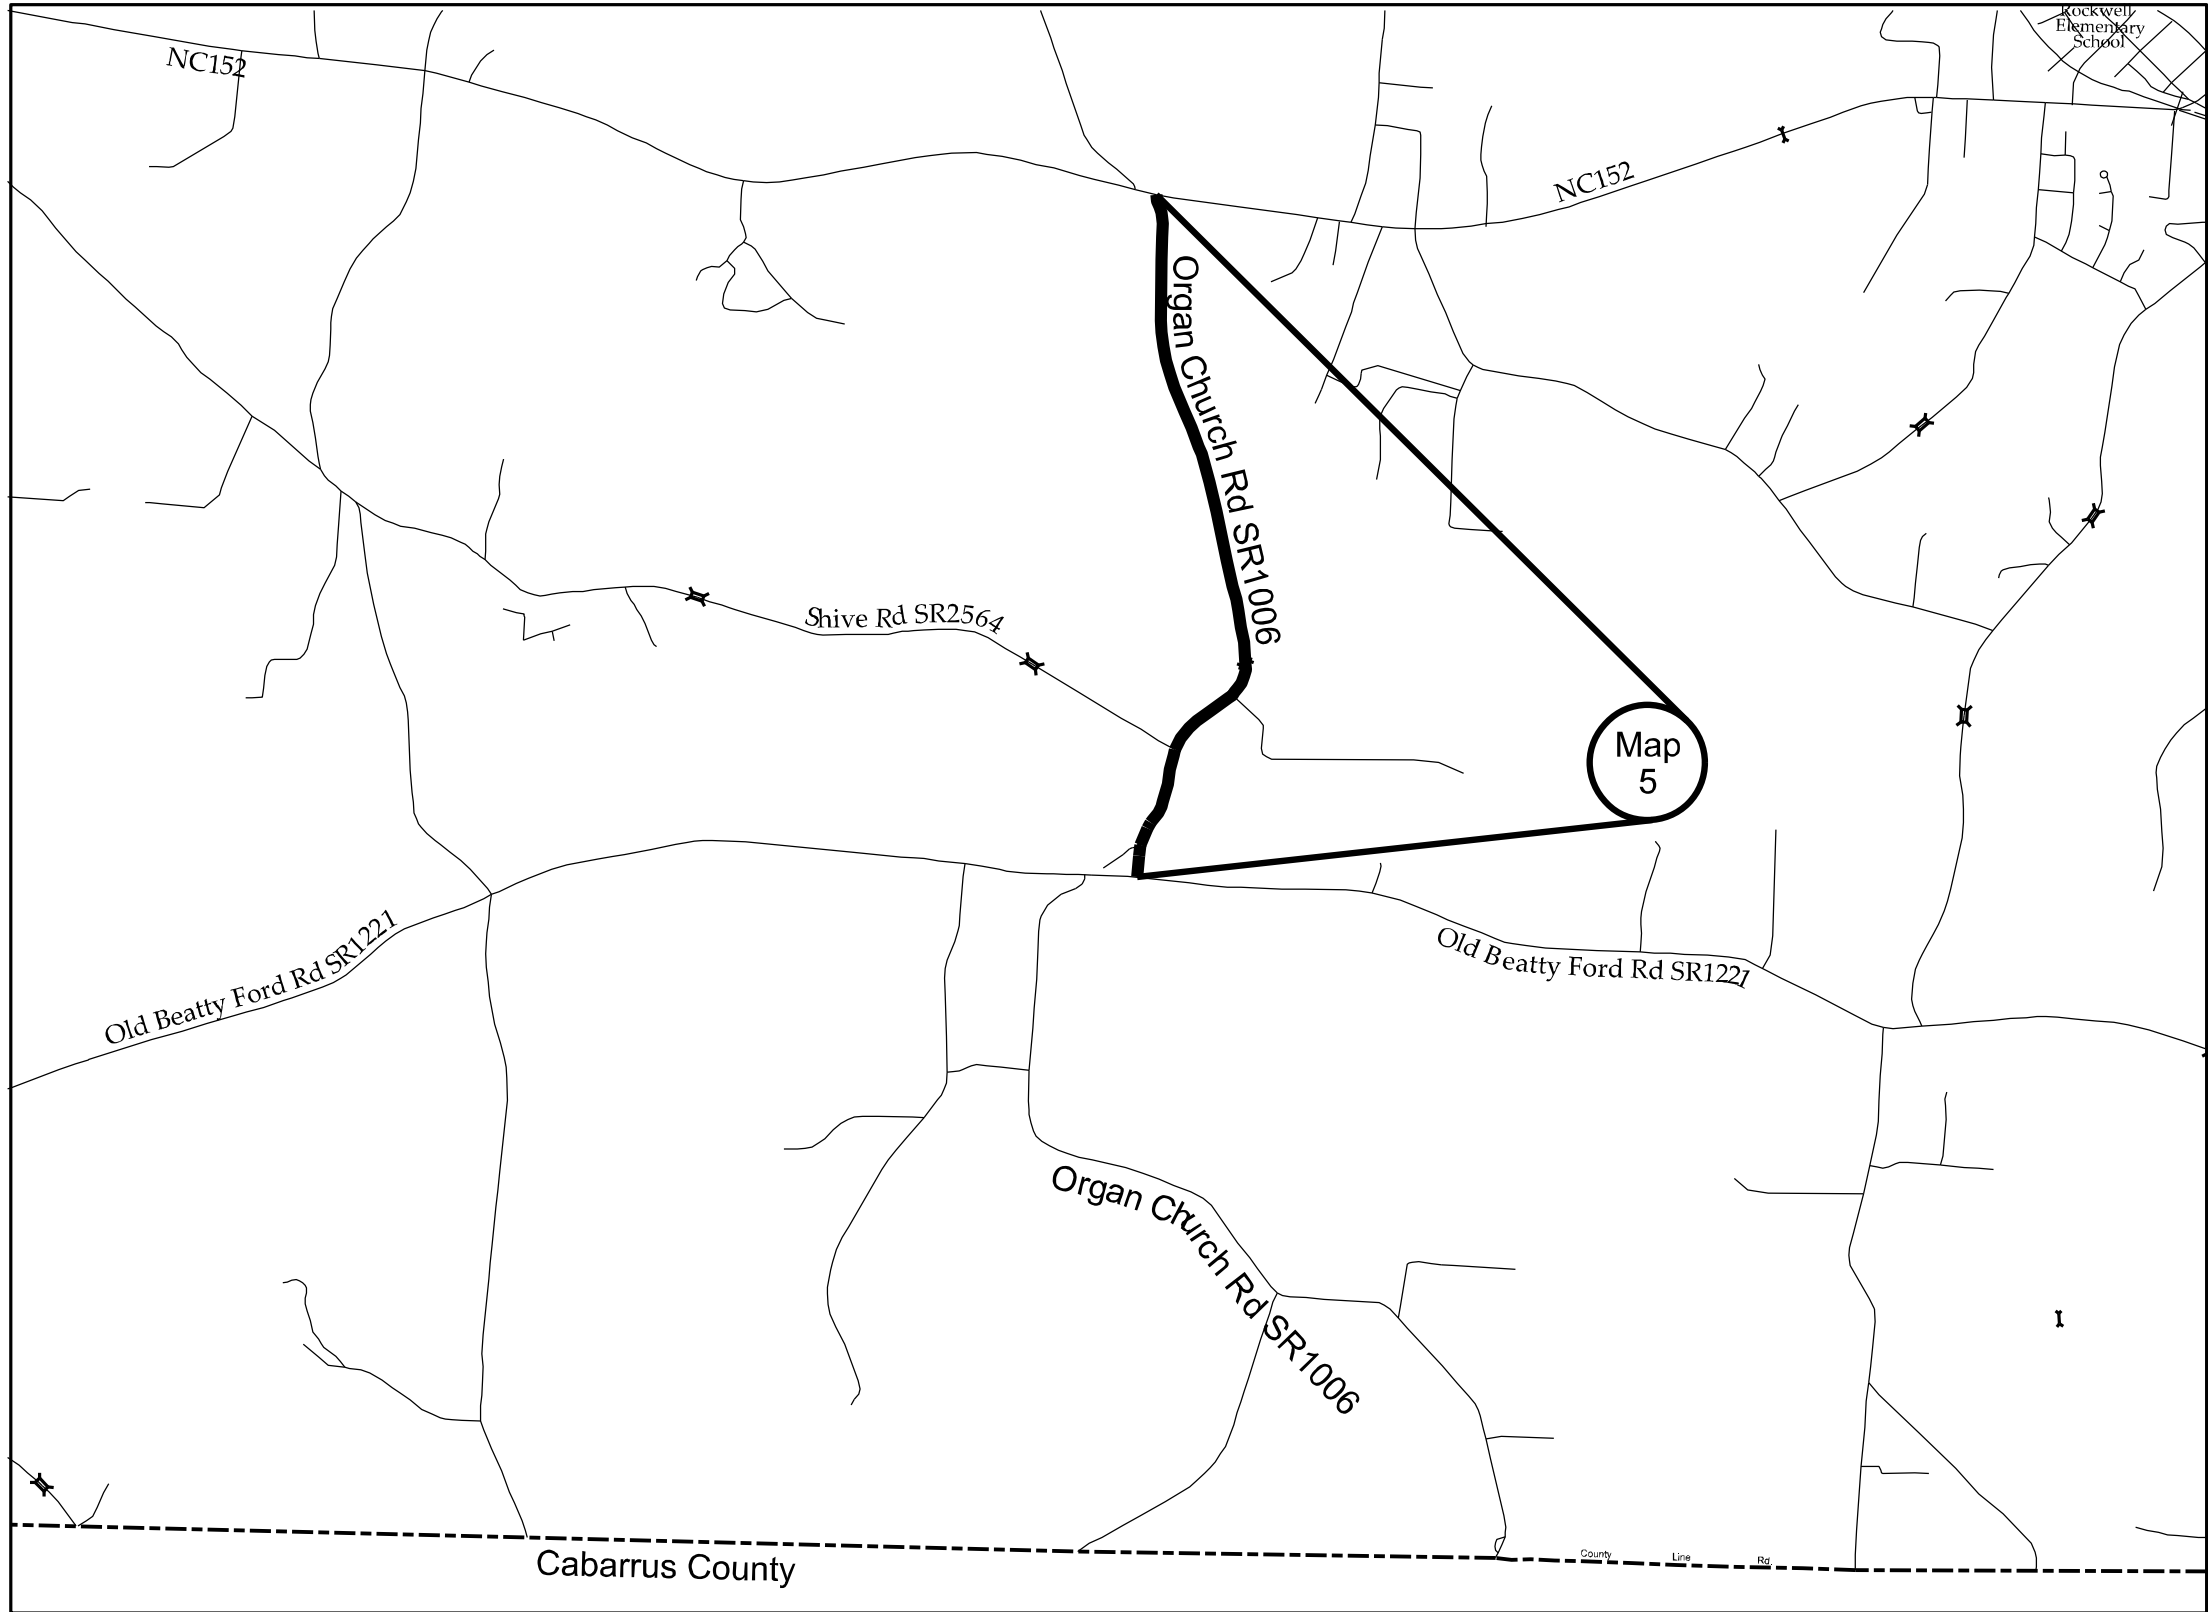 Rockwell
Elementary
School
NC152
NC152
Organ Church Rd SR1006
Shive Rd SR2564
Map
5
Old Beatty Ford Rd SR1221
Old Beatty Ford Rd SR1221
Organ Church Rd SR1006
County Line Rd.
Cabarrus County